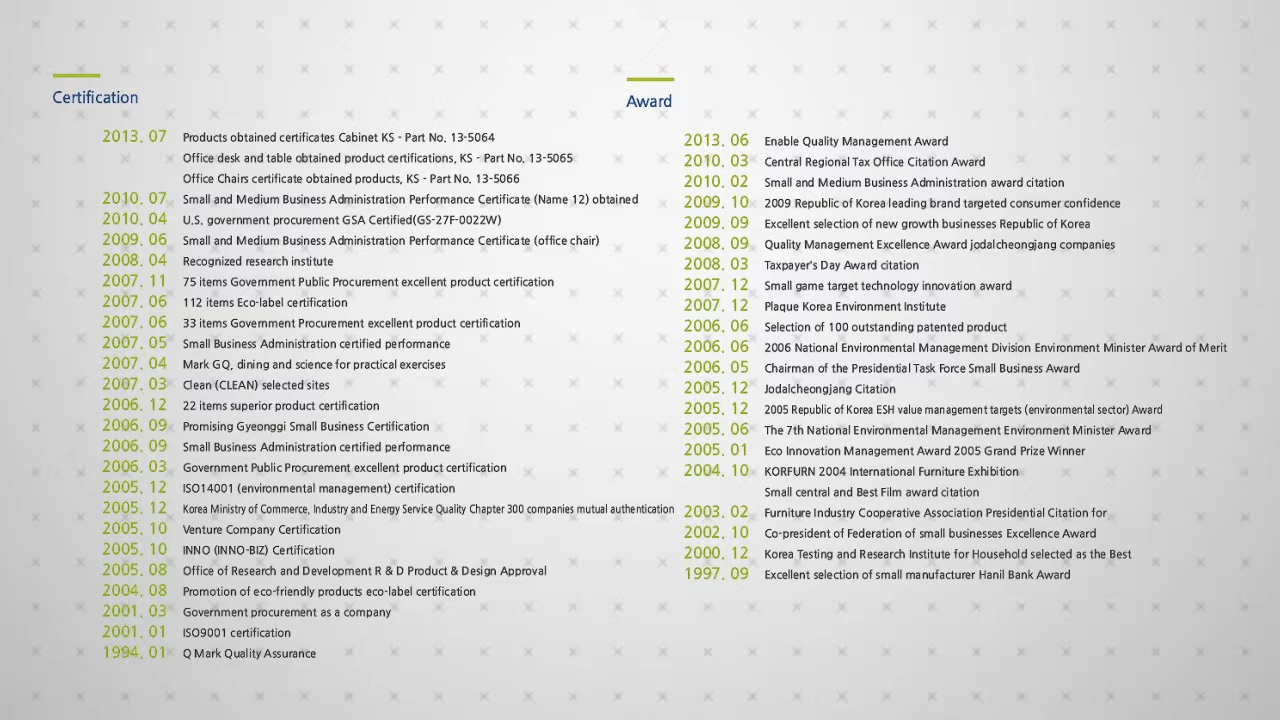 Certification
2013. 07 Products obtained certificates Cabinet KS - Part No. 13-5064
Office desk and table obtained product certifications, KS - Part No. 13-5065
Office Chairs certificate obtained products, KS - Part No. 13-5066
2010. 07 Small and Medium Business Administration Performance Certificate (Name 12) obtained
2010. 04 U.S. government procurement GSA Certified(GS-27F-0022W)
2009. 06 Small and Medium Business Administration Performance Certificate (office chair)
2008. 04 Recognized research institute
2007. 11 75 items Government Public Procurement excellent product certification
2007. 06 112 items Eco-label certification
2007. 06 33 items Government Procurement excellent product certification
2007. 05 Small Business Administration certified performance
2007. 04 Mark GQ, dining and science for practical exercises
2007. 03 Clean (CLEAN) selected sites
2006. 12 22 items superior product certification
2006. 09 Promising Gyeonggi Small Business Certification
2006. 09 Small Business Administration certified performance
2006. 03 Government Public Procurement excellent product certification
2005. 12 ISO14001 (environmental management) certification
2005. 12 Korea Ministry of Commerce, Industry and Energy Service Quality Chapter 300 companies mutual authentication
2005. 10 Venture Company Certification
2005. 10 INNO (INNO-BIZ) Certification
2005. 08 Office of Research and Development R & D Product & Design Approval
2004. 08 Promotion of eco-friendly products eco-label certification
2001. 03 Government procurement as a company
2001. 01 ISO9001 certification
1994. 01 Q Mark Quality Assurance
Award
2013. 06 Enable Quality Management Award
2010. 03 Central Regional Tax Office Citation Award
2010. 02 Small and Medium Business Administration award citation
2009. 10 2009 Republic of Korea leading brand targeted consumer confidence
2009. 09 Excellent selection of new growth businesses Republic of Korea
2008. 09 Quality Management Excellence Award jodalcheongjang companies
2008. 03 Taxpayer's Day Award citation
2007. 12 Small game target technology innovation award
2007. 12 Plaque Korea Environment Institute
2006. 06 Selection of 100 outstanding patented product
2006. 06 2006 National Environmental Management Division Environment Minister Award of Merit
2006. 05 Chairman of the Presidential Task Force Small Business Award
2005. 12 Jodalcheongjang Citation
2005. 12 2005 Republic of Korea ESH value management targets (environmental sector) Award
2005. 06 The 7th National Environmental Management Environment Minister Award
2005. 01 Eco Innovation Management Award 2005 Grand Prize Winner
2004. 10 KORFURN 2004 International Furniture Exhibition
Small central and Best Film award citation
2003. 02 Furniture Industry Cooperative Association Presidential Citation for
2002. 10 Co-president of Federation of small businesses Excellence Award
2000. 12 Korea Testing and Research Institute for Household selected as the Best
1997. 09 Excellent selection of small manufacturer Hanil Bank Award